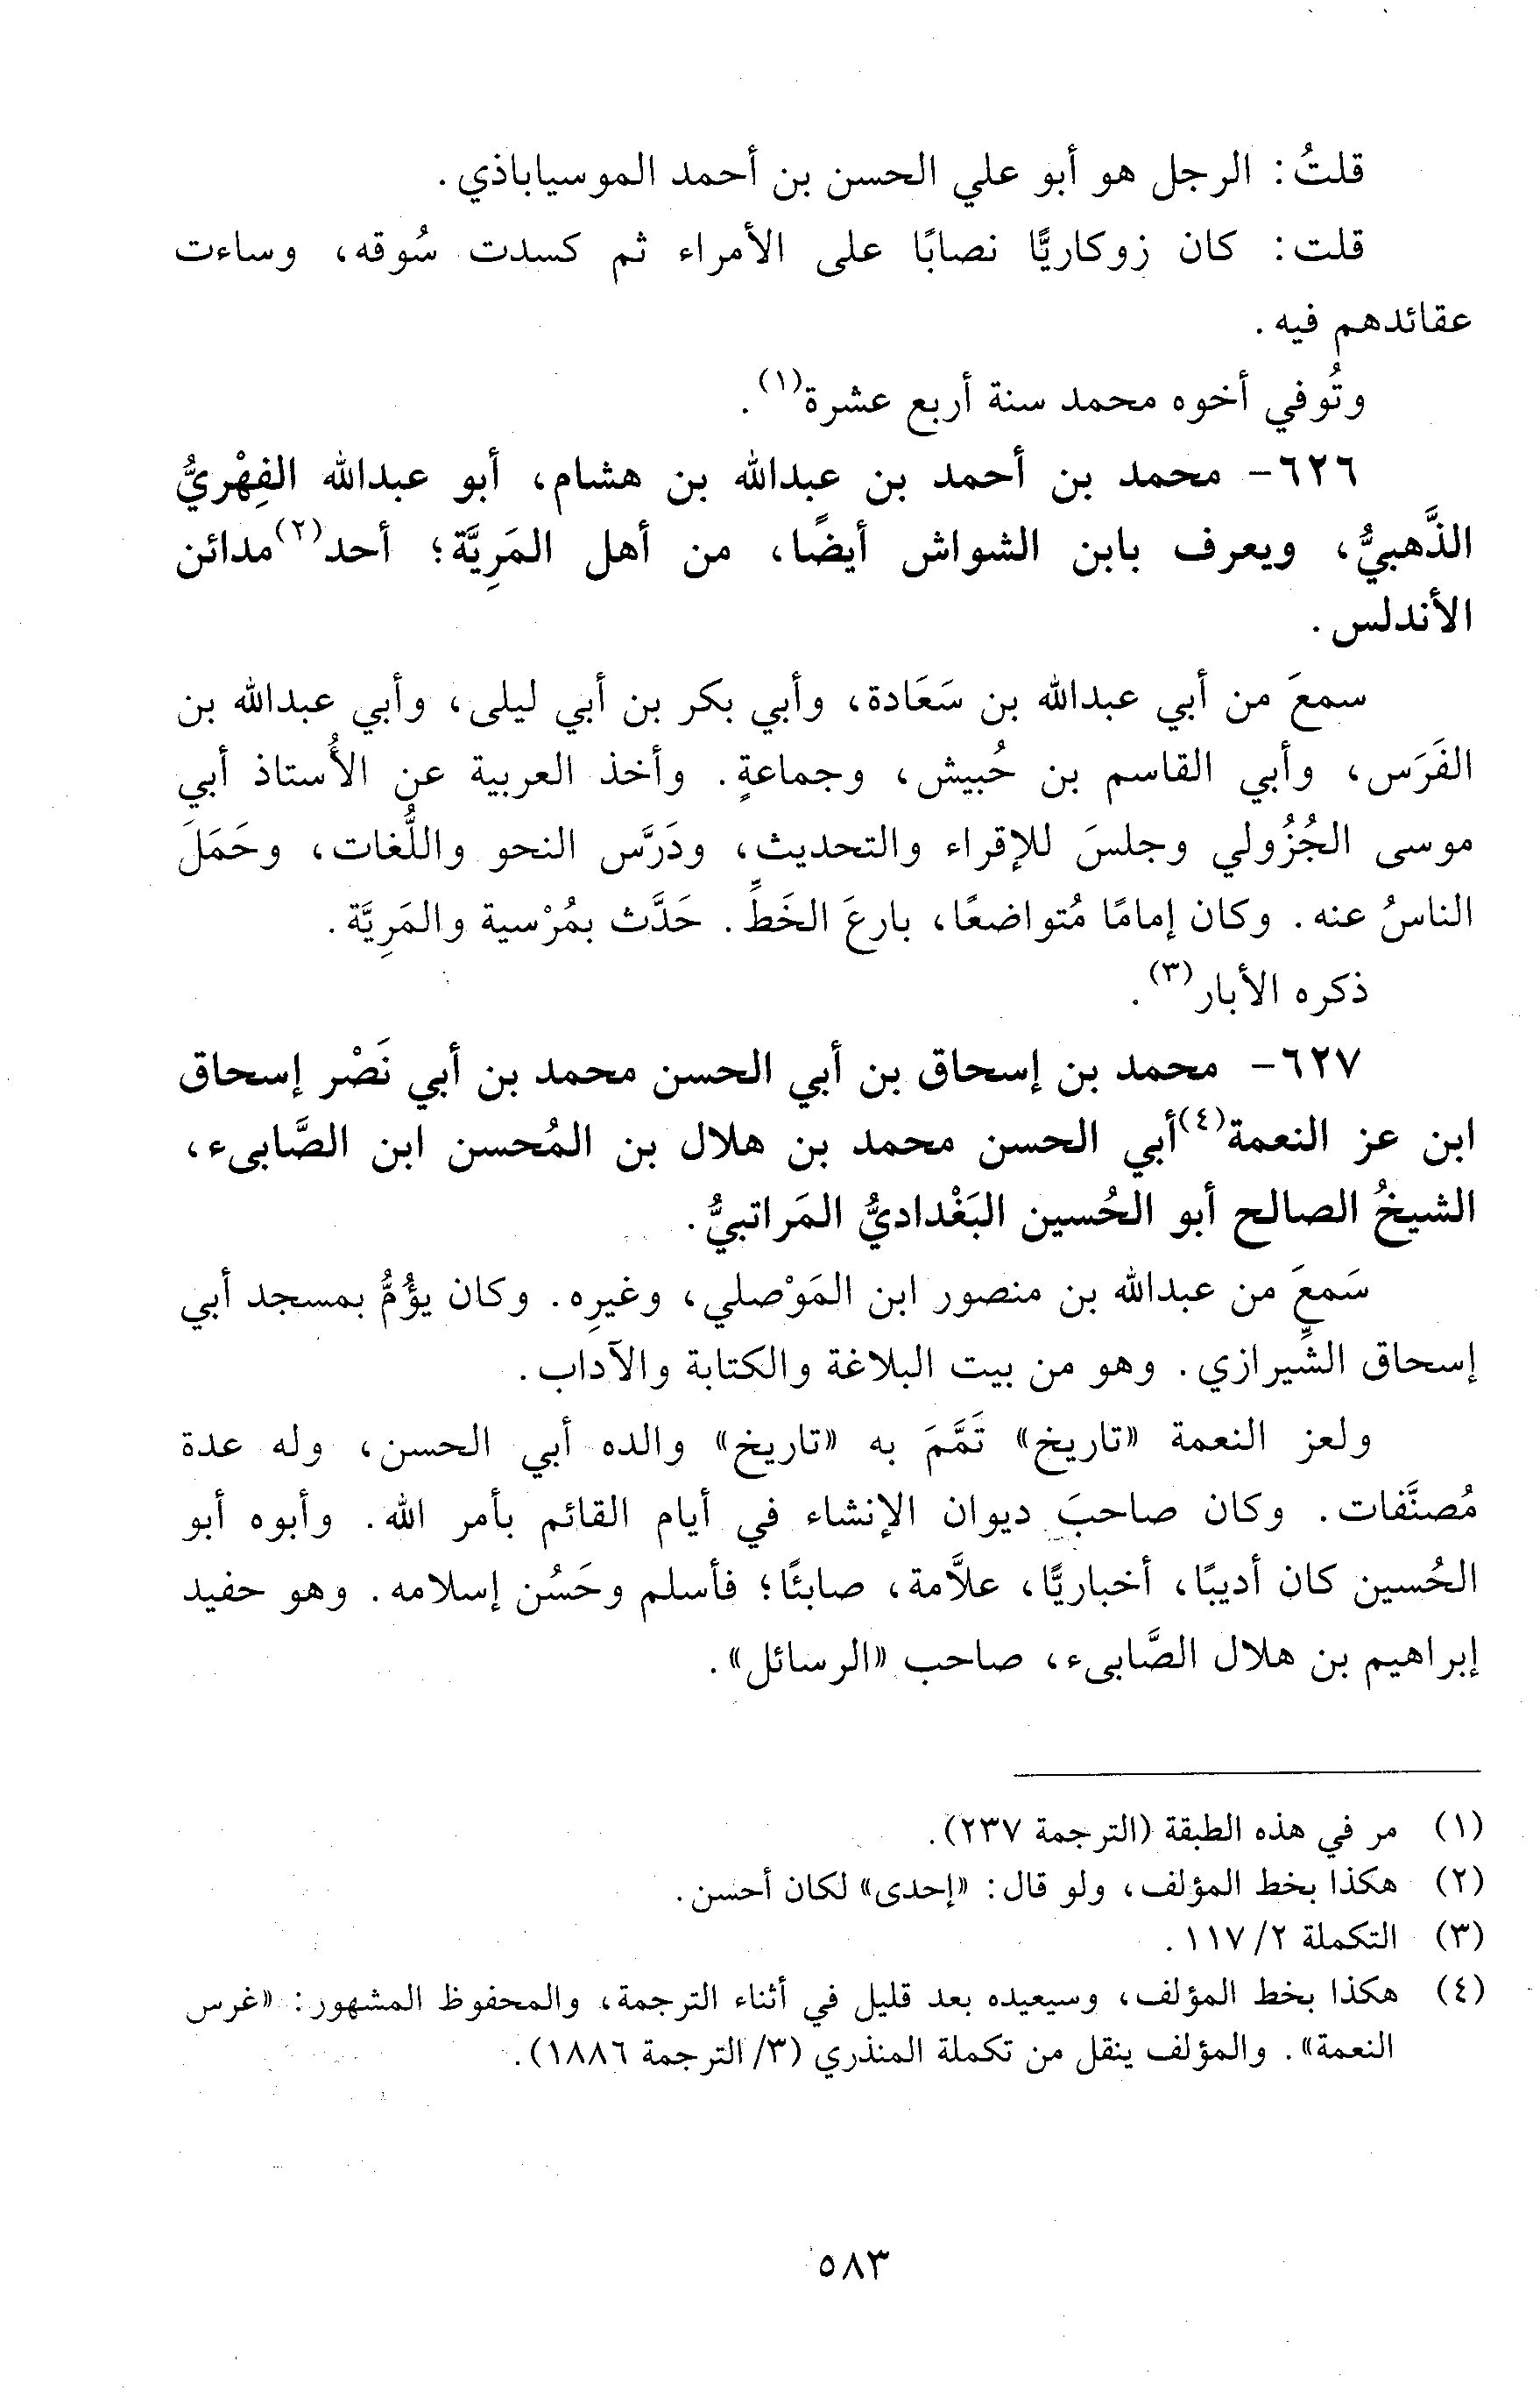 قلتُ: الرجل هو أبو علي الحسن بن أحمد الموسياباذي.
قلت: كان زوكاريًّا نصابًا على الأمراء ثم كسدت سُوقه، وساءت
عقائدهم فيه.
وتُوفي أخوه محمد سنة أربع عشرة(١).
٦٢٦- محمد بن أحمد بن عبدالله بن هشام، أبو عبدالله الفِهْريُّ
الذَّهبيُّ، ويعرف بابن الشواش أيضًا، من أهل المَرِيَّة؛ أحد(٢) مدائن
الأندلس.
سمعَ من أبي عبدالله بن سَعَادة، وأبي بكر بن أبي ليلى، وأبي عبدالله بن
الفَرَس، وأبي القاسم بن حُبيش، وجماعةٍ. وأخذ العربية عن الأُستاذ أبي
موسى الجُزُولي وجلسَ للإقراء والتحديث، ودَرَّس النحو واللُّغات، وحَمَلَ
الناسُ عنه. وكان إمامًا مُتواضعًا، بارعَ الخَطِّ. حَدَّث بمُرْسية والمَرِيَّة.
ذكره الأبار(٣).
٦٢٧- محمد بن إسحاق بن أبي الحسن محمد بن أبي نَصْر إسحاق
ابن عز النعمة(٤) أبي الحسن محمد بن هلال بن المُحسن ابن الصَّابىء،
الشيخُ الصالح أبو الحُسين البَغْداديُّ المَراتبيُّ.
سَمعَ من عبدالله بن منصور ابن المَوْصلي، وغيرِه. وكان يؤُمُّ بمسجد أبي
إسحاق الشِّيرازي. وهو من بيت البلاغة والكتابة والآداب.
ولعز النعمة «تاريخ» تَمَّمَ به «تاريخ» والده أبي الحسن، وله عدة
مُصنَّفات. وكان صاحبَ ديوان الإنشاء في أيام القائم بأمر الله. وأبوه أبو
الحُسين كان أديبًا، أخباريًّا، علاَّمة، صابئًا؛ فأسلم وحَسُن إسلامه. وهو حفيد
إبراهيم بن هلال الصَّابىء، صاحب «الرسائل».
(١) مر في هذه الطبقة (الترجمة ٢٣٧).
(٢) هكذا بخط المؤلف، ولو قال: «إحدى» لكان أحسن.
(٣) التكملة ٢/ ١١٧.
(٤) هكذا بخط المؤلف، وسيعيده بعد قليل في أثناء الترجمة، والمحفوظ المشهور: «غرس
النعمة». والمؤلف ينقل من تكملة المنذري (٣/ الترجمة ١٨٨٦).
٥٨٣